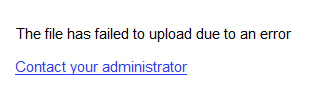 The file has failed to upload due to an error
Contact your administrator